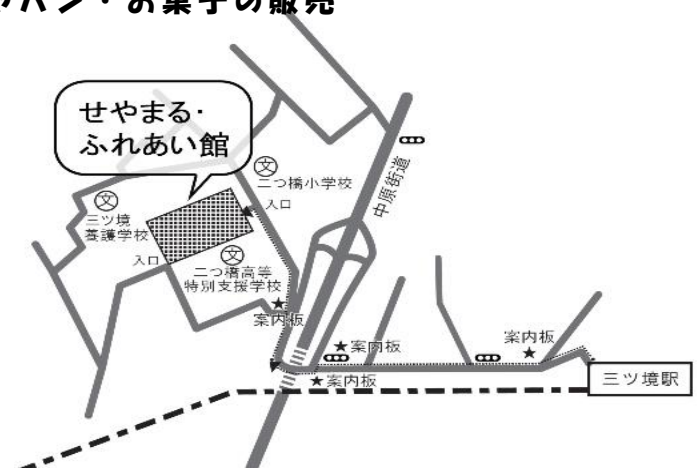 パン・お菓子の販売
せやまる・
ふれあい館
文
二つ橋小学校
入口
中原街道
文
三ツ境
養護学校
入口
文
二つ橋高等
特別支援学校
★
案内板
★案内板
案内板
★
★案内板
三ツ境駅